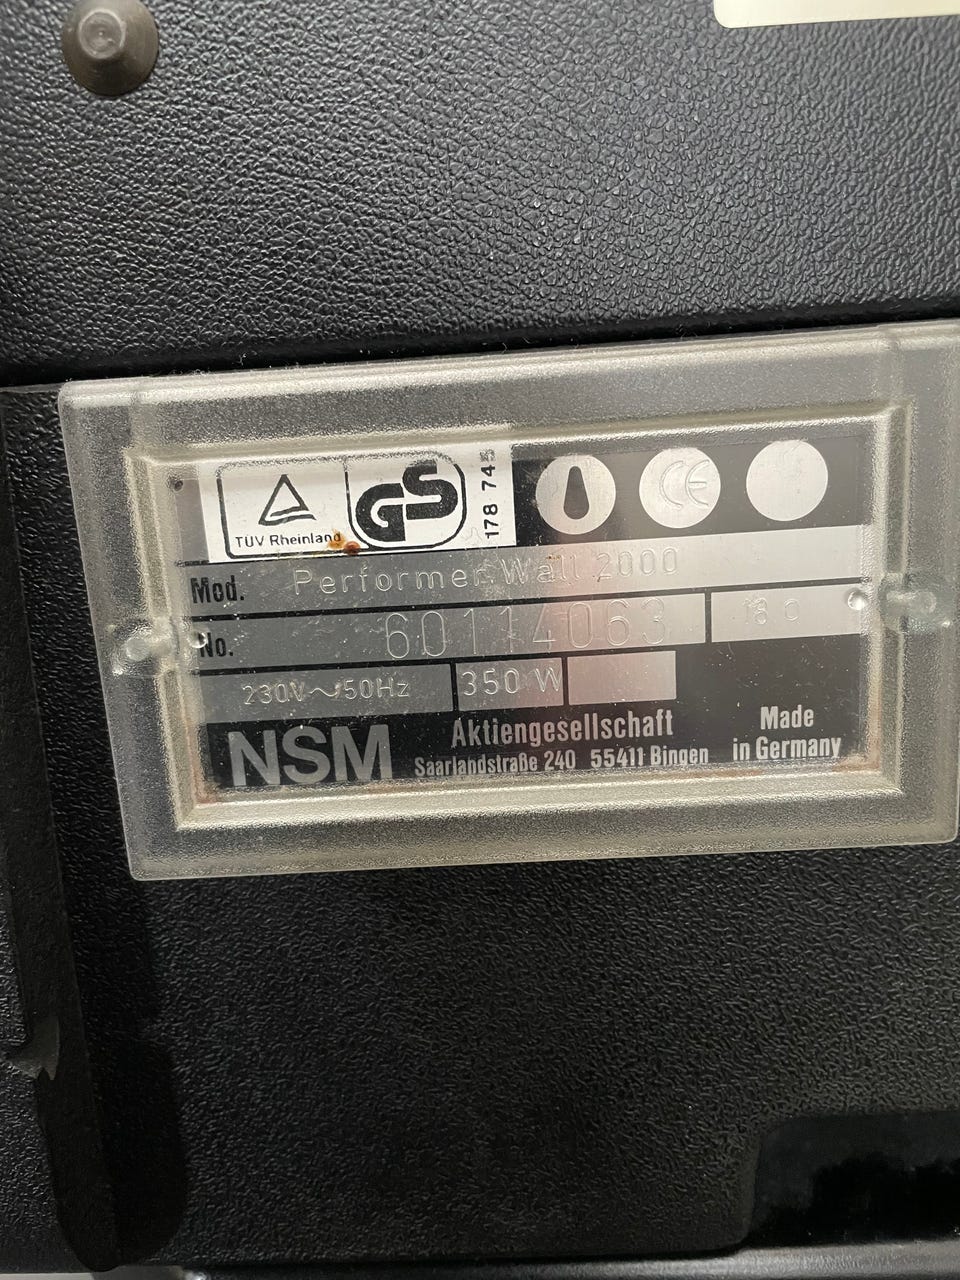 TÜV Rheinland
GS
178 745
CE
Mod. Performer Wall 2000
No. 60114063 18 0
230V~50Hz 350 W
NSM Aktiengesellschaft
Saarlandstraße 240 55411 Bingen
Made
in Germany